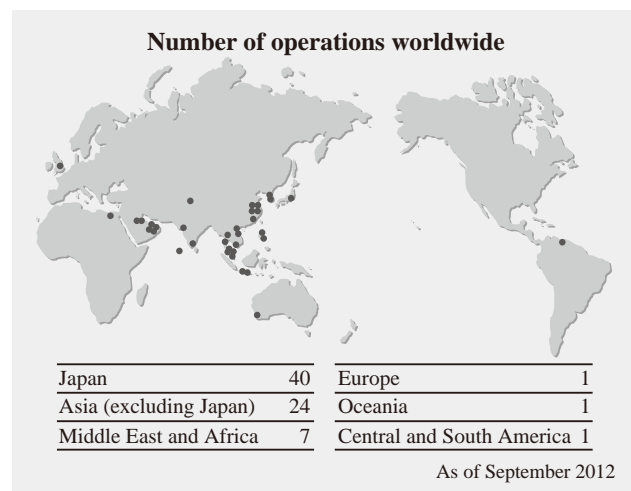 Number of operations worldwide
Japan 40
Asia (excluding Japan) 24
Middle East and Africa 7
Europe 1
Oceania 1
Central and South America 1
As of September 2012